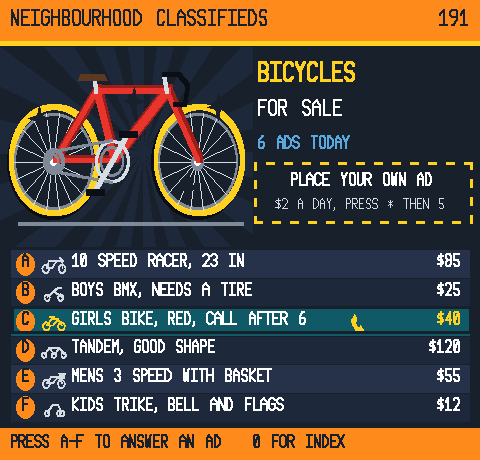 NEIGHBOURHOOD CLASSIFIEDS 191
BICYCLES
FOR SALE
6 ADS TODAY
PLACE YOUR OWN AD
$2 A DAY, PRESS * THEN 5
A 10 SPEED RACER, 23 IN $85
B BOYS BMX, NEEDS A TIRE $25
C GIRLS BIKE, RED, CALL AFTER 6 $40
D TANDEM, GOOD SHAPE $120
E MENS 3 SPEED WITH BASKET $55
F KIDS TRIKE, BELL AND FLAGS $12
PRESS A-F TO ANSWER AN AD 0 FOR INDEX